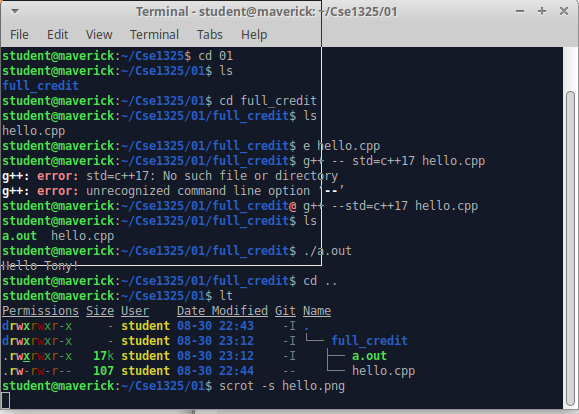 Terminal - student@maverick: ~/Cse1325/01
File Edit View Terminal Tabs Help
student@maverick:~/Cse1325$ cd 01
student@maverick:~/Cse1325/01$ ls
full_credit
student@maverick:~/Cse1325/01$ cd full_credit
student@maverick:~/Cse1325/01/full_credit$ ls
hello.cpp
student@maverick:~/Cse1325/01/full_credit$ e hello.cpp
student@maverick:~/Cse1325/01/full_credit$ g++ -- std=c++17 hello.cpp
g++: error: std=c++17: No such file or directory
g++: error: unrecognized command line option ‘--’
student@maverick:~/Cse1325/01/full_credit@ g++ --std=c++17 hello.cpp
student@maverick:~/Cse1325/01/full_credit$ ls
a.out hello.cpp
student@maverick:~/Cse1325/01/full_credit$ ./a.out
Hello Tony!
student@maverick:~/Cse1325/01/full_credit$ cd ..
student@maverick:~/Cse1325/01$ lt
Permissions Size User Date Modified Git Name
drwxrwxr-x - student 08-30 22:43 -I .
drwxrwxr-x - student 08-30 23:12 -I └── full_credit
.rwxrwxr-x 17k student 08-30 23:12 -I ├── a.out
.rw-rw-r-- 107 student 08-30 22:44 -- └── hello.cpp
student@maverick:~/Cse1325/01$ scrot -s hello.png